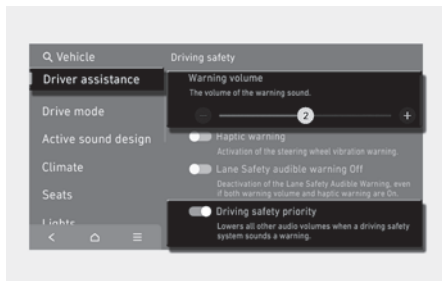 Vehicle
Driving safety
Driver assistance
Warning volume
The volume of the warning sound.
2
Drive mode
Haptic warning
Activation of the steering wheel vibration warning.
Active sound design
Lane Safety audible warning Off
Deactivation of the Lane Safety Audible Warning, even
if both warning volume and haptic warning are On.
Climate
Seats
Driving safety priority
Lowers all other audio volumes when a driving safety
system sounds a warning.
Lights